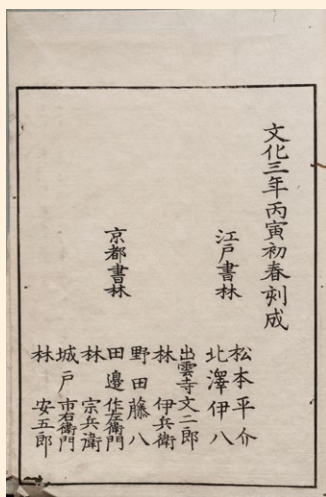 文化三年丙寅初春刻成
江戸書林
松本平介
北澤伊八
京都書林
出雲寺文二郎
林伊兵衛
野田藤八
田邉作左衛門
林宗兵衛
城戸市右衛門
林安五郎